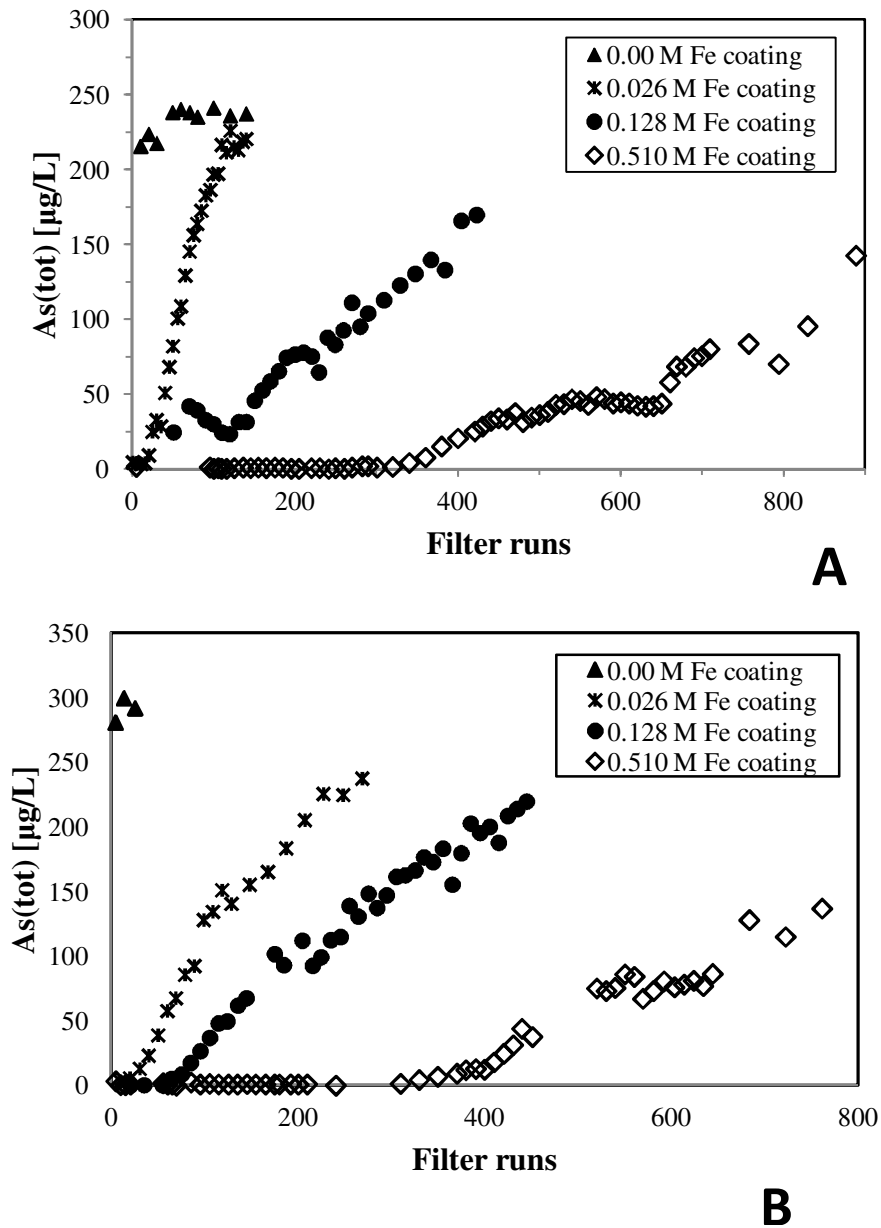 300
250
200
150
100
50
0
As(tot) [µg/L]
0.00 M Fe coating
0.026 M Fe coating
0.128 M Fe coating
0.510 M Fe coating
0 200 400 600 800
Filter runs
A
350
300
250
200
150
100
50
0
As(tot) [µg/L]
0.00 M Fe coating
0.026 M Fe coating
0.128 M Fe coating
0.510 M Fe coating
0 200 400 600 800
Filter runs
B